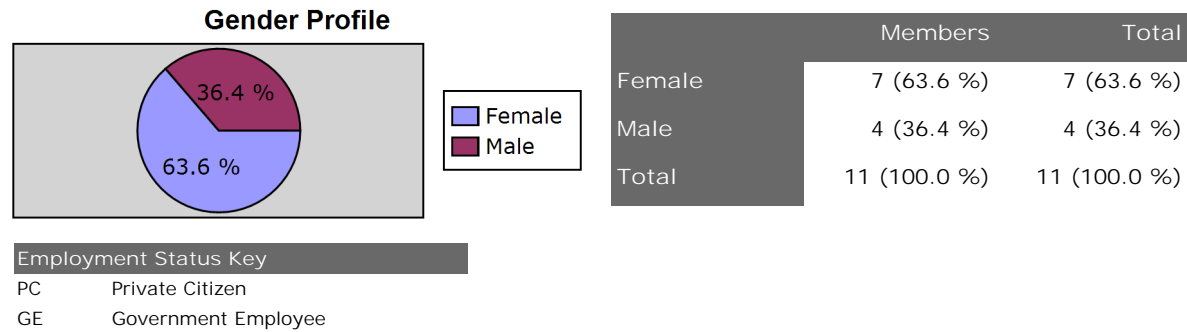 Gender Profile
36.4 %
63.6 %
Female
Male
Members Total
Female 7 (63.6 %) 7 (63.6 %)
Male 4 (36.4 %) 4 (36.4 %)
Total 11 (100.0 %) 11 (100.0 %)
Employment Status Key
PC Private Citizen
GE Government Employee